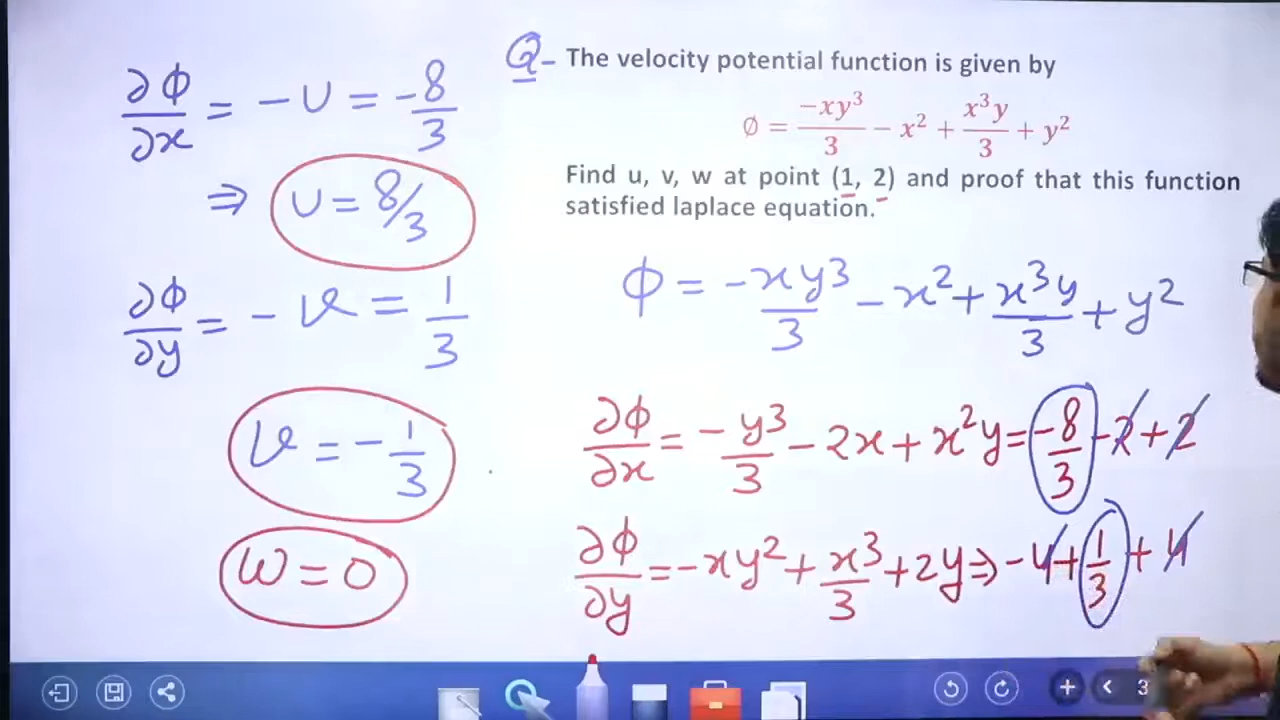 Q- The velocity potential function is given by
∅ = -xy³/3 − x² + x³y/3 + y²
Find u, v, w at point (1, 2) and proof that this function
satisfied laplace equation.
∂ϕ/∂x = -u = -8/3
⇒ u = 8/3
∂ϕ/∂y = -v = 1/3
v = -1/3
w = 0
ϕ = -xy³/3 - x² + x³y/3 + y²
∂ϕ/∂x = -y³/3 - 2x + x²y = -8/3 - 2 + 2
∂ϕ/∂y = -xy² + x³/3 + 2y ⇒ -4 + 1/3 + 4
3